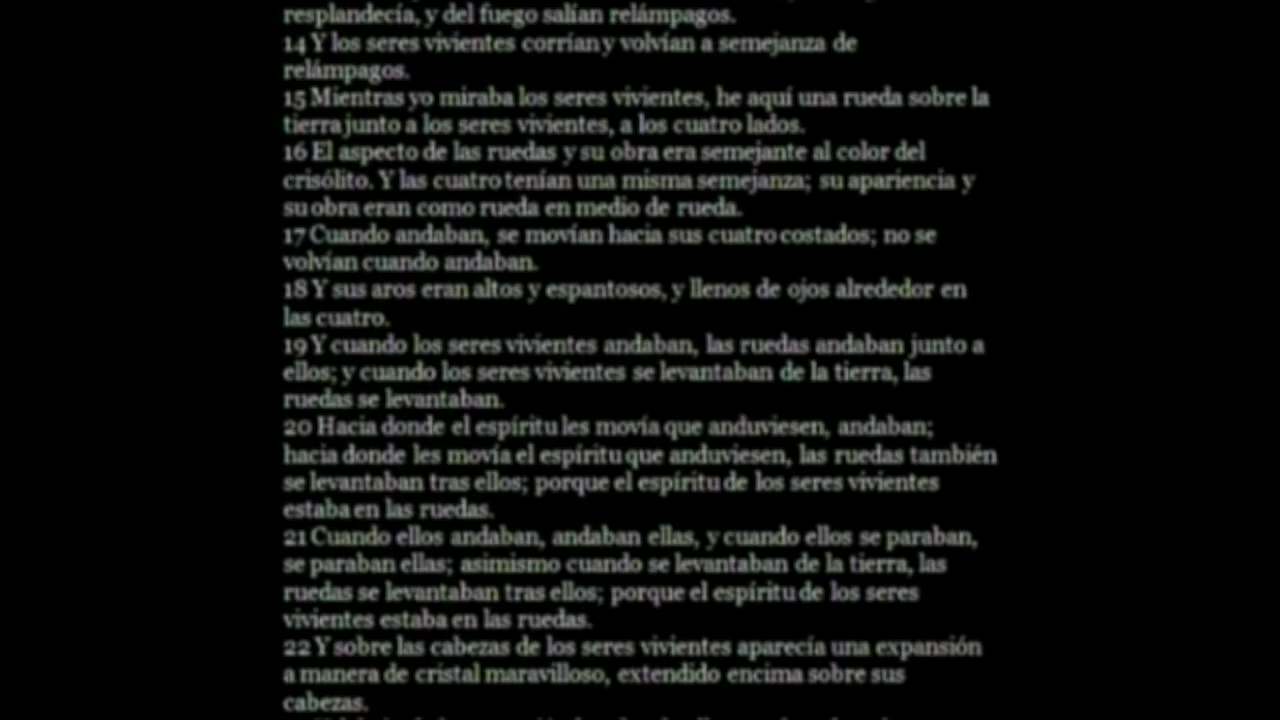 resplandecía, y del fuego salían relámpagos.
14 Y los seres vivientes corrían y volvían a semejanza de
relámpagos.
15 Mientras yo miraba los seres vivientes, he aquí una rueda sobre la
tierra junto a los seres vivientes, a los cuatro lados.
16 El aspecto de las ruedas y su obra era semejante al color del
crisólito. Y las cuatro tenían una misma semejanza; su apariencia y
su obra eran como rueda en medio de rueda.
17 Cuando andaban, se movían hacia sus cuatro costados; no se
volvían cuando andaban.
18 Y sus aros eran altos y espantosos, y llenos de ojos alrededor en
las cuatro.
19 Y cuando los seres vivientes andaban, las ruedas andaban junto a
ellos; y cuando los seres vivientes se levantaban de la tierra, las
ruedas se levantaban.
20 Hacia donde el espíritu les movía que anduviesen, andaban;
hacia donde les movía el espíritu que anduviesen, las ruedas también
se levantaban tras ellos; porque el espíritu de los seres vivientes
estaba en las ruedas.
21 Cuando ellos andaban, andaban ellas, y cuando ellos se paraban,
se paraban ellas; asimismo cuando se levantaban de la tierra, las
ruedas se levantaban tras ellos; porque el espíritu de los seres
vivientes estaba en las ruedas.
22 Y sobre las cabezas de los seres vivientes aparecía una expansión
a manera de cristal maravilloso, extendido encima sobre sus
cabezas.